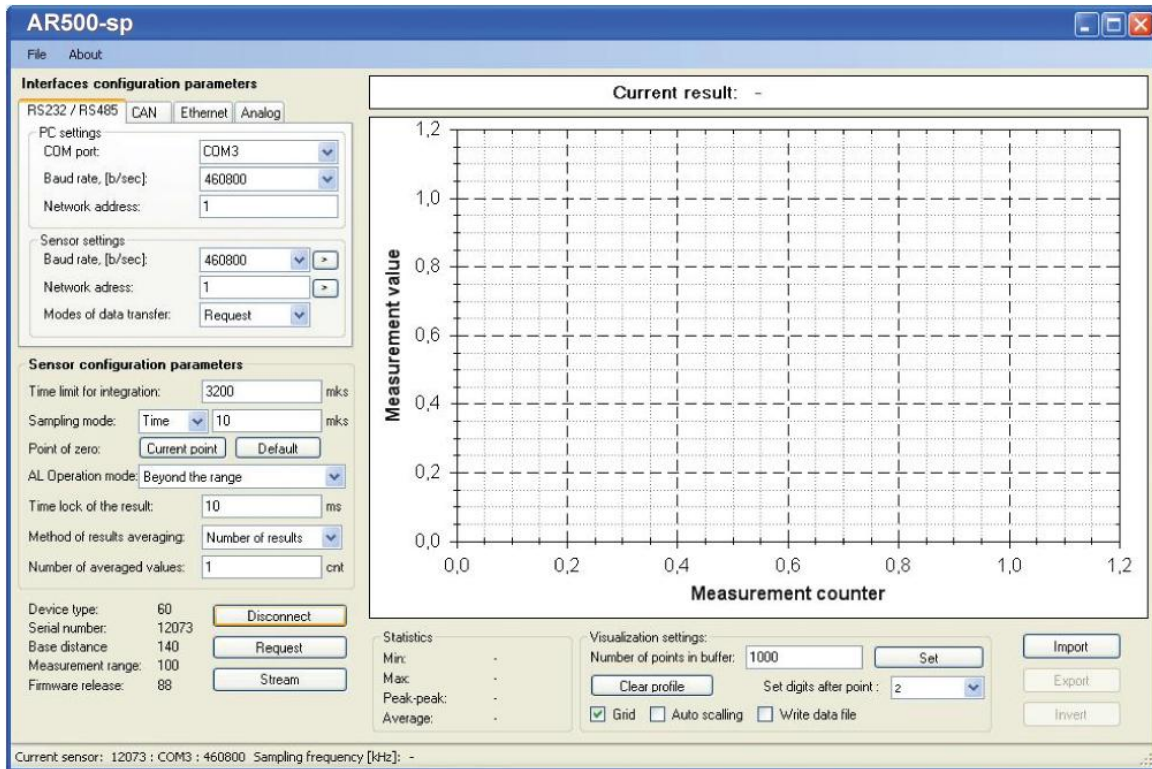 AR500-sp
File About
Interfaces configuration parameters
RS232 / RS485 CAN Ethernet Analog
PC settings
COM port: COM3
Baud rate, [b/sec]: 460800
Network address: 1
Sensor settings
Baud rate, [b/sec]: 460800 >
Network adress: 1 >
Modes of data transfer: Request
Sensor configuration parameters
Time limit for integration: 3200 mks
Sampling mode: Time 10 mks
Point of zero: Current point Default
AL Operation mode: Beyond the range
Time lock of the result: 10 ms
Method of results averaging: Number of results
Number of averaged values: 1 cnt
Device type: 60
Serial number: 12073
Base distance 140
Measurement range: 100
Firmware release: 88
Disconnect
Request
Stream
Current result: -
Measurement value
1,2
1,0
0,8
0,6
0,4
0,2
0,0
0,0 0,2 0,4 0,6 0,8 1,0 1,2
Measurement counter
Statistics
Min: -
Max: -
Peak-peak: -
Average: -
Visualization settings:
Number of points in buffer: 1000 Set
Clear profile Set digits after point : 2
Grid Auto scalling Write data file
Import
Export
Invert
Current sensor: 12073 : COM3 : 460800 Sampling frequency [kHz]: -